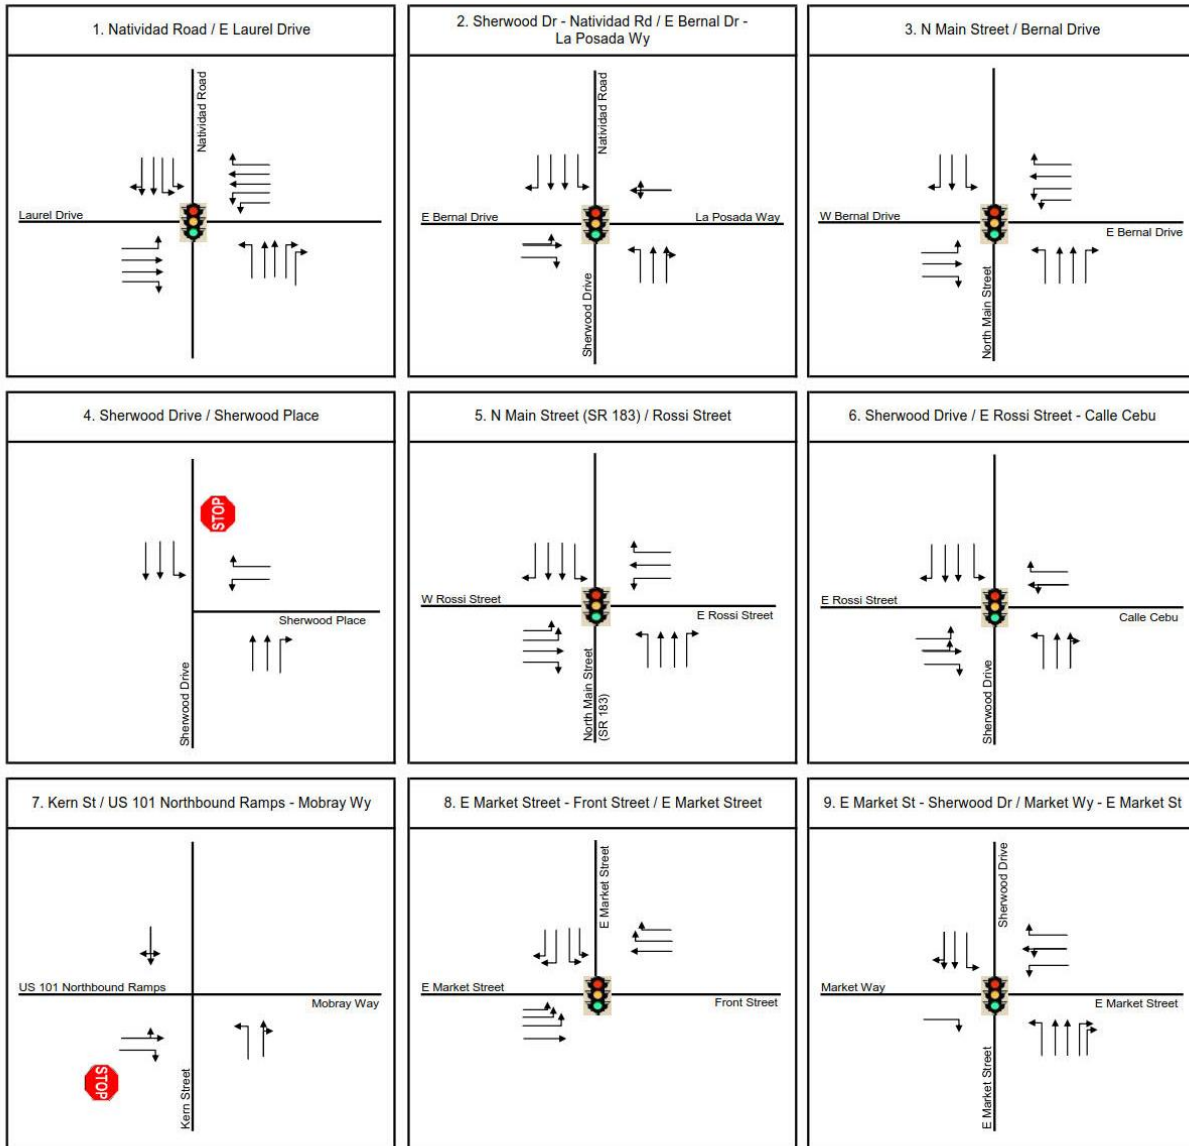 1. Natividad Road / E Laurel Drive
Natividad Road
Laurel Drive
2. Sherwood Dr - Natividad Rd / E Bernal Dr -
La Posada Wy
Natividad Road
E Bernal Drive
La Posada Way
Sherwood Drive
3. N Main Street / Bernal Drive
W Bernal Drive
E Bernal Drive
North Main Street
4. Sherwood Drive / Sherwood Place
STOP
Sherwood Place
Sherwood Drive
5. N Main Street (SR 183) / Rossi Street
W Rossi Street
E Rossi Street
North Main Street
(SR 183)
6. Sherwood Drive / E Rossi Street - Calle Cebu
E Rossi Street
Calle Cebu
Sherwood Drive
7. Kern St / US 101 Northbound Ramps - Mobray Wy
US 101 Northbound Ramps
Mobray Way
STOP
Kern Street
8. E Market Street - Front Street / E Market Street
E Market Street
E Market Street
Front Street
9. E Market St - Sherwood Dr / Market Wy - E Market St
Sherwood Drive
Market Way
E Market Street
E Market Street